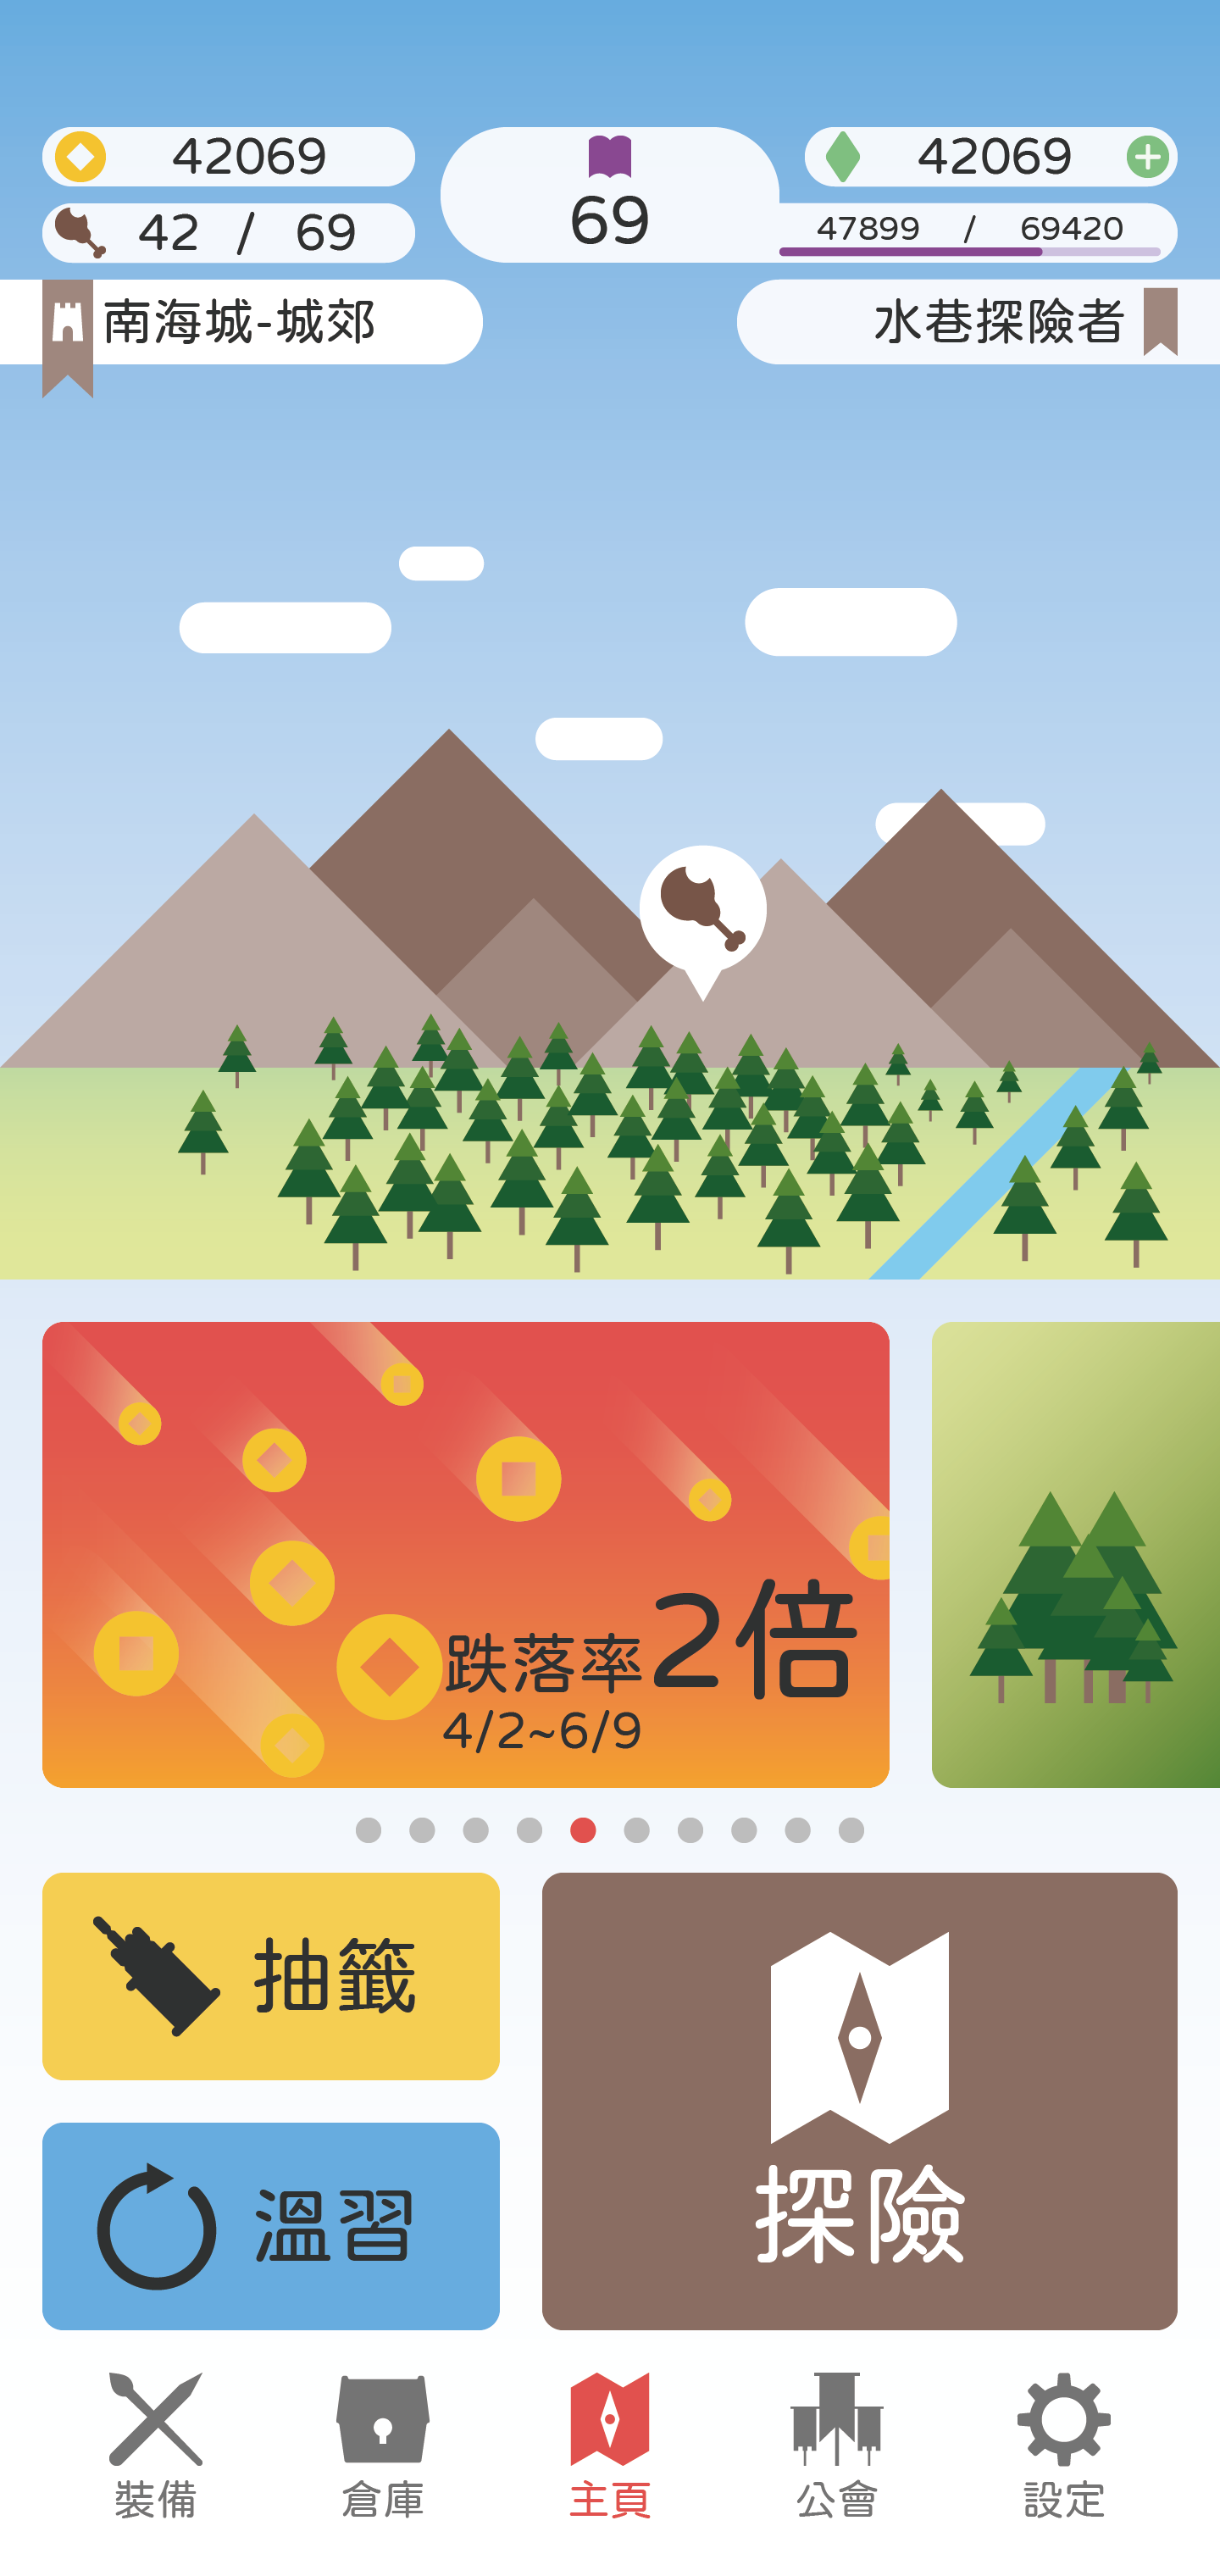 42069
69
42069
42 / 69
47899 / 69420
南海城-城郊
水巷探險者
跌落率2倍
4/2~6/9
抽籤
溫習
探險
裝備
倉庫
主頁
公會
設定